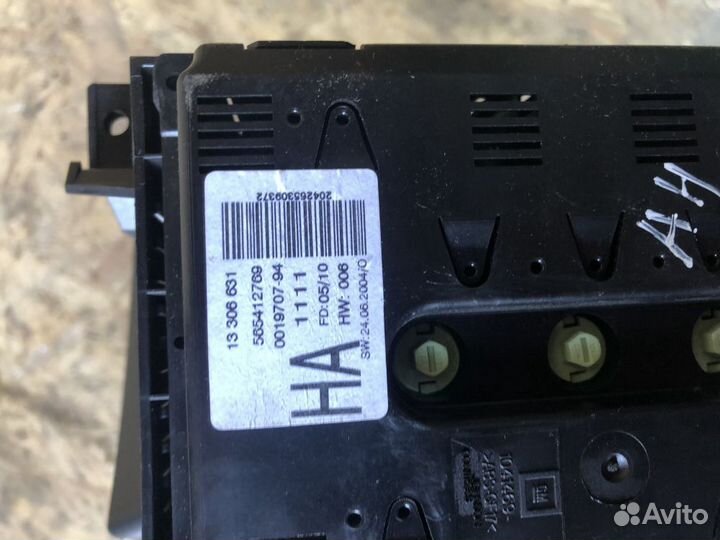 204265309372
13 306 631
565412769
0019707-94
1111
FD:05/10
HW: 006
SW:24.06.2004/0
HA
A.H
GM
Avito